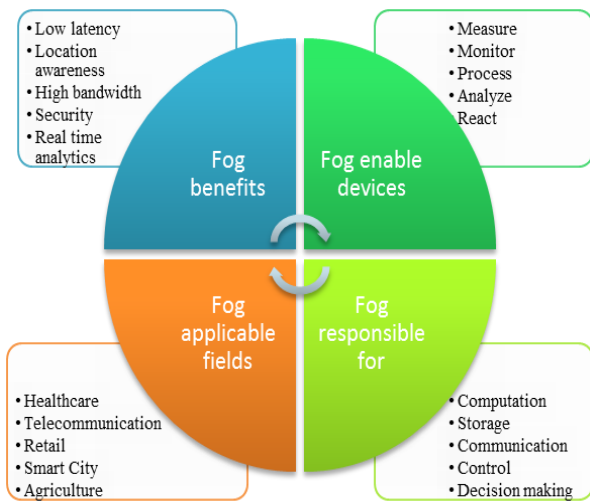 • Low latency
• Location
awareness
• High bandwidth
• Security
• Real time
analytics
• Measure
• Monitor
• Process
• Analyze
• React
Fog
benefits
Fog enable
devices
Fog
applicable
fields
Fog
responsible
for
• Healthcare
• Telecommunication
• Retail
• Smart City
• Agriculture
• Computation
• Storage
• Communication
• Control
• Decision making